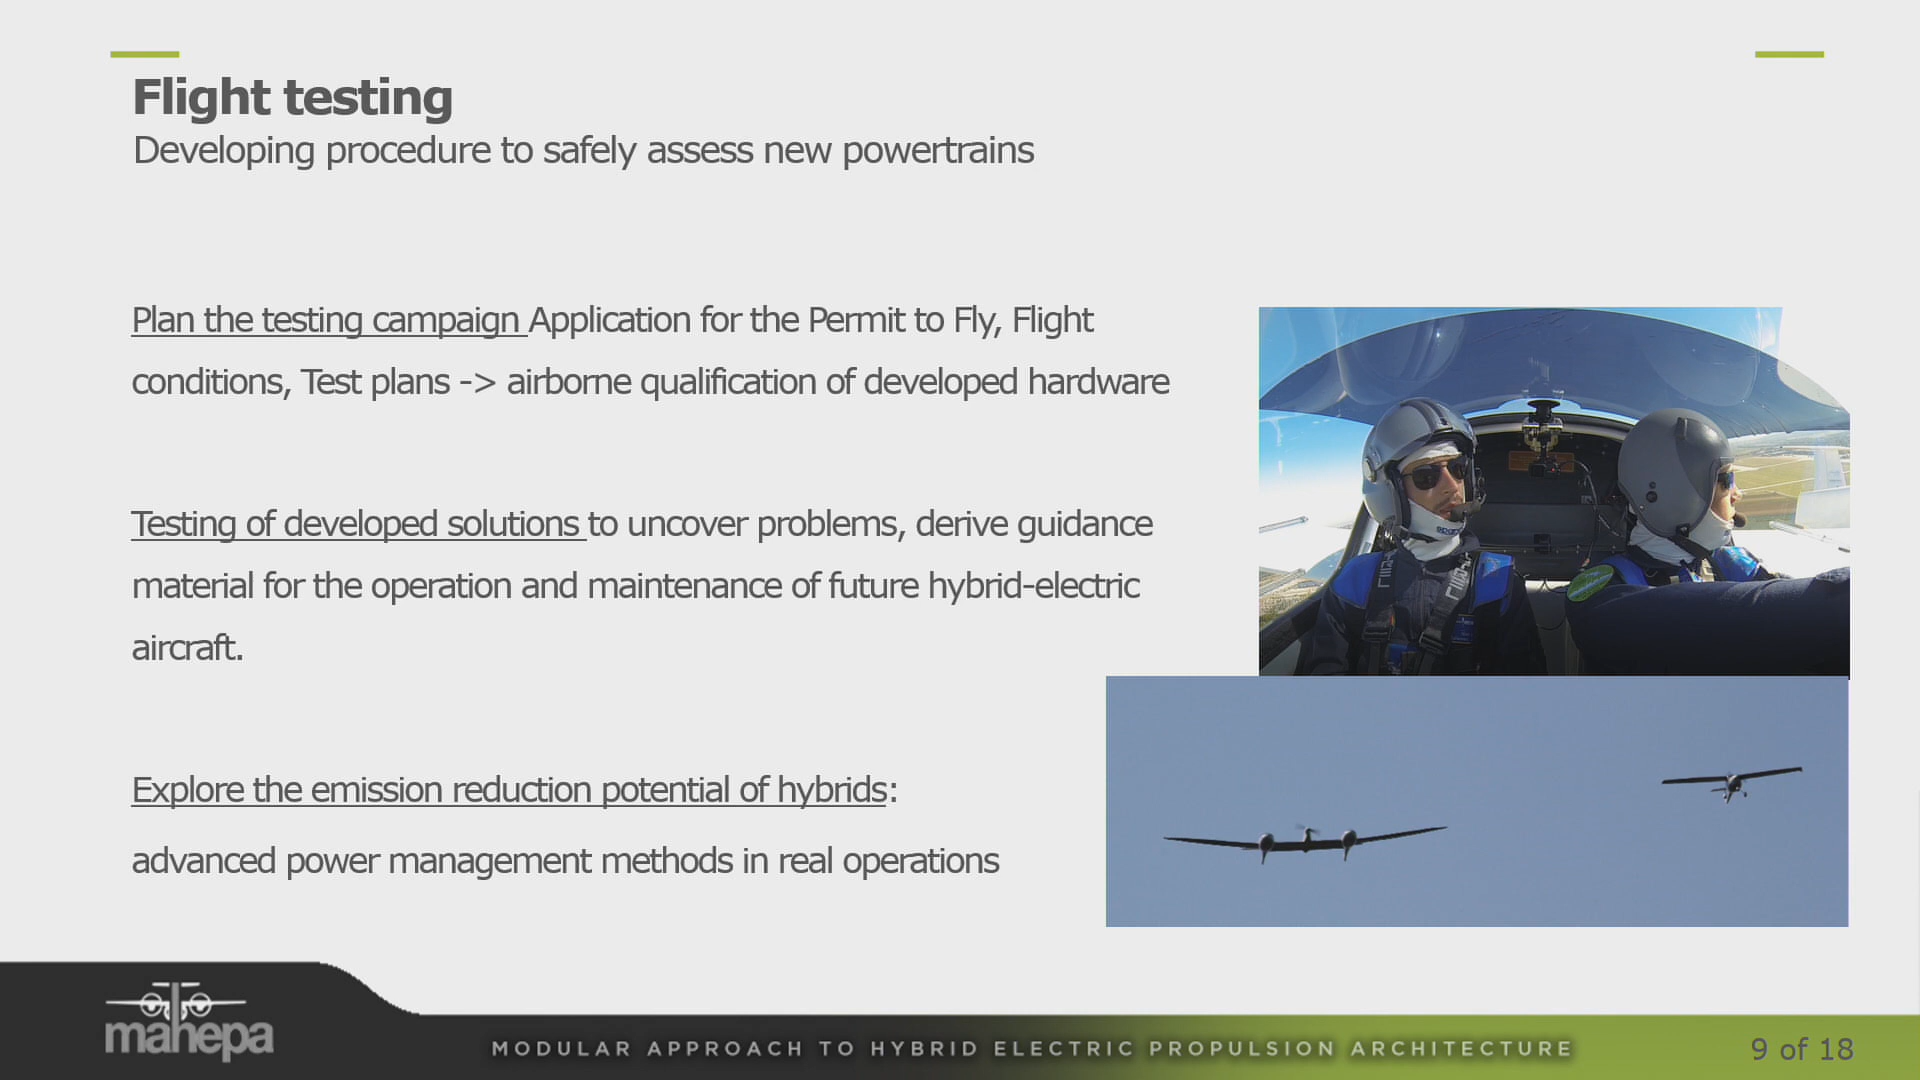 Flight testing
Developing procedure to safely assess new powertrains
Plan the testing campaign Application for the Permit to Fly, Flight
conditions, Test plans -> airborne qualification of developed hardware
Testing of developed solutions to uncover problems, derive guidance
material for the operation and maintenance of future hybrid-electric
aircraft.
Explore the emission reduction potential of hybrids:
advanced power management methods in real operations
mahepa
MODULAR APPROACH TO HYBRID ELECTRIC PROPULSION ARCHITECTURE
9 of 18